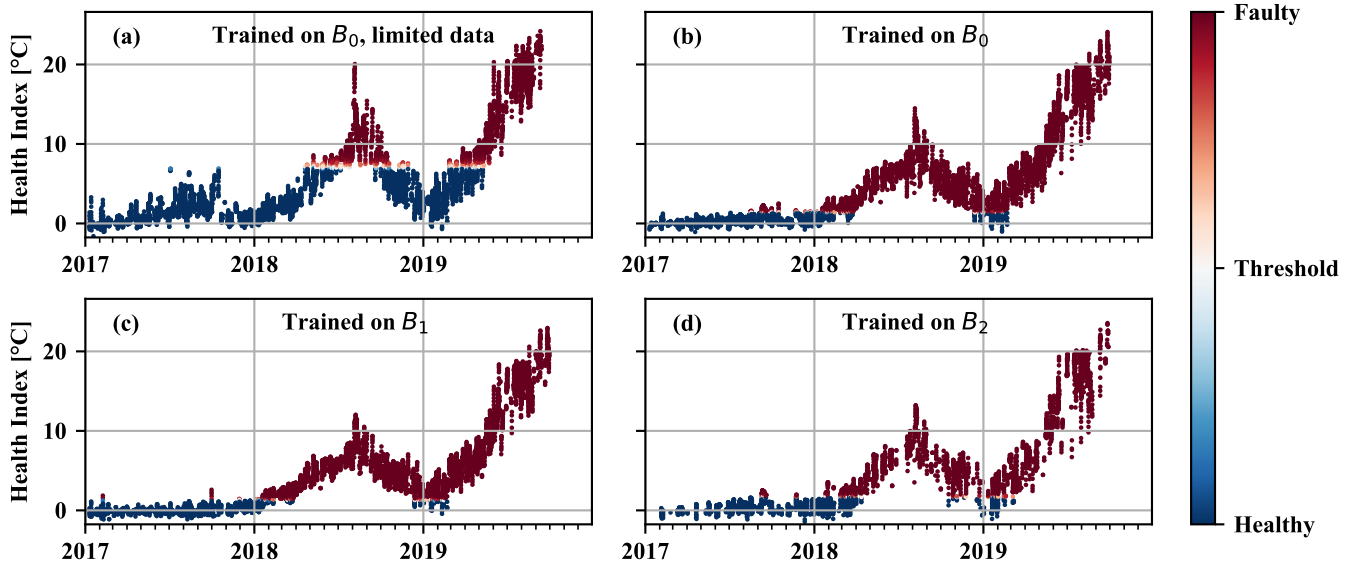 (a) Trained on B₀, limited data
(b) Trained on B₀
Health Index [°C]
20
10
0
2017 2018 2019
2017 2018 2019
(c) Trained on B₁
(d) Trained on B₂
Health Index [°C]
20
10
0
2017 2018 2019
2017 2018 2019
Faulty
Threshold
Healthy